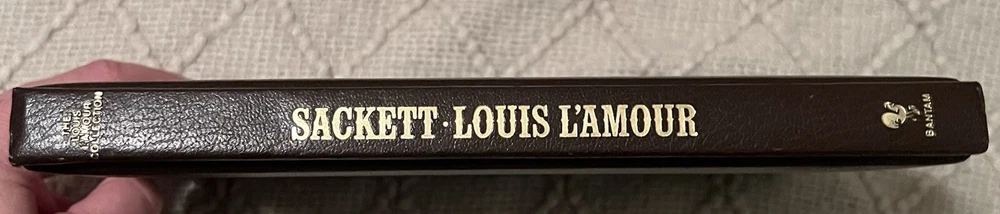 THE
LOUIS
L'AMOUR
COLLECTION
SACKETT · LOUIS L'AMOUR
BANTAM